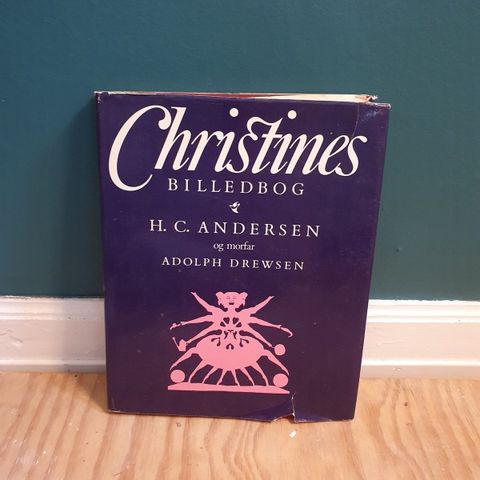 Christines
BILLEDBOG
H. C. ANDERSEN
og morfar
ADOLPH DREWSEN